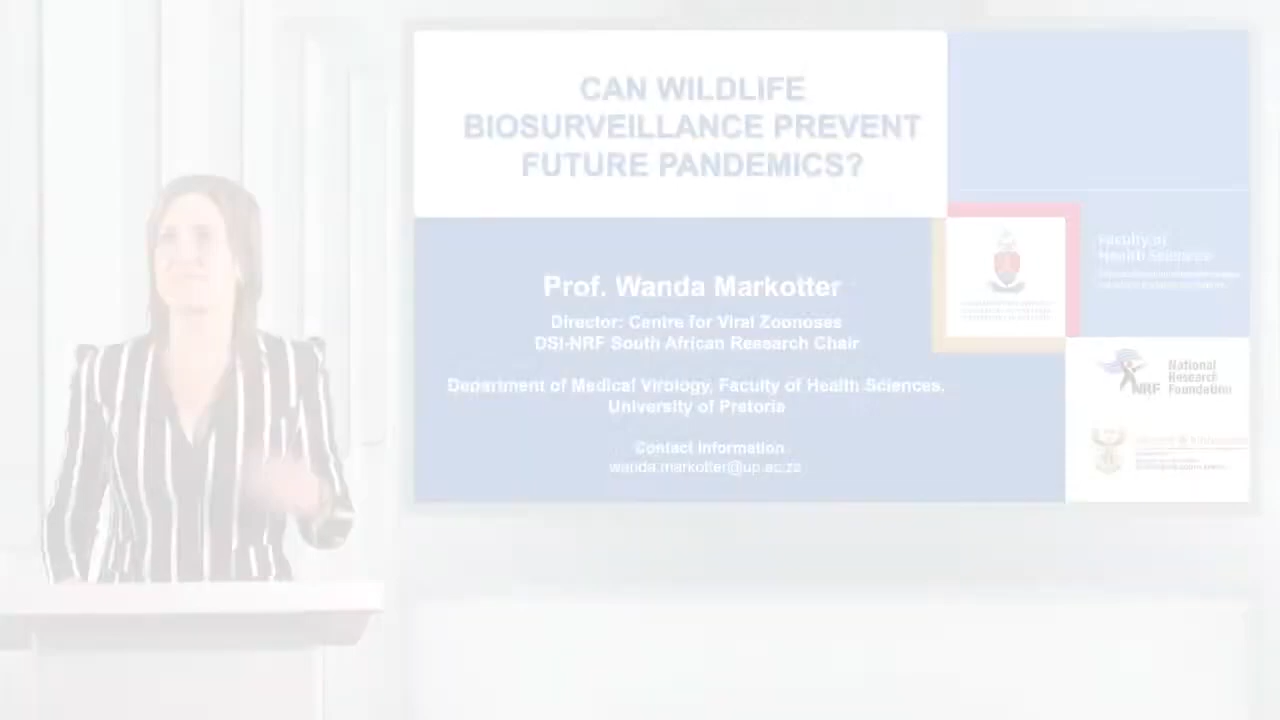 CAN WILDLIFE
BIOSURVEILLANCE PREVENT
FUTURE PANDEMICS?
Prof. Wanda Markotter
Director: Centre for Viral Zoonoses
DSI-NRF South African Research Chair
Department of Medical Virology, Faculty of Health Sciences,
University of Pretoria
Contact Information
wanda.markotter@up.ac.za
Faculty of
Health Sciences
NRF
National
Research
Foundation